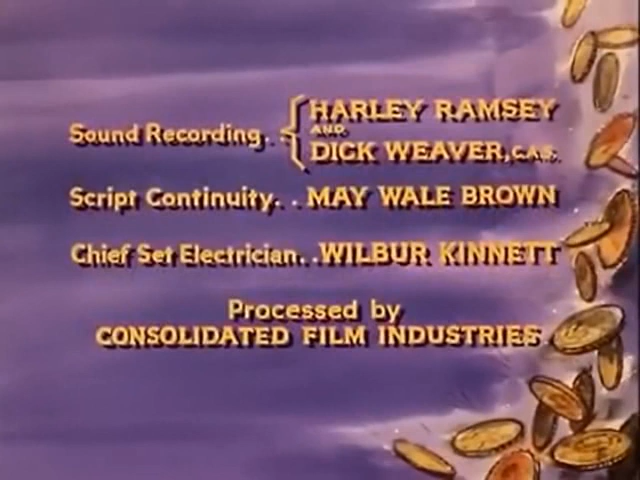 Sound Recording. . HARLEY RAMSEY
AND
DICK WEAVER, C.A.S.
Script Continuity. . MAY WALE BROWN
Chief Set Electrician. . WILBUR KINNETT
Processed by
CONSOLIDATED FILM INDUSTRIES